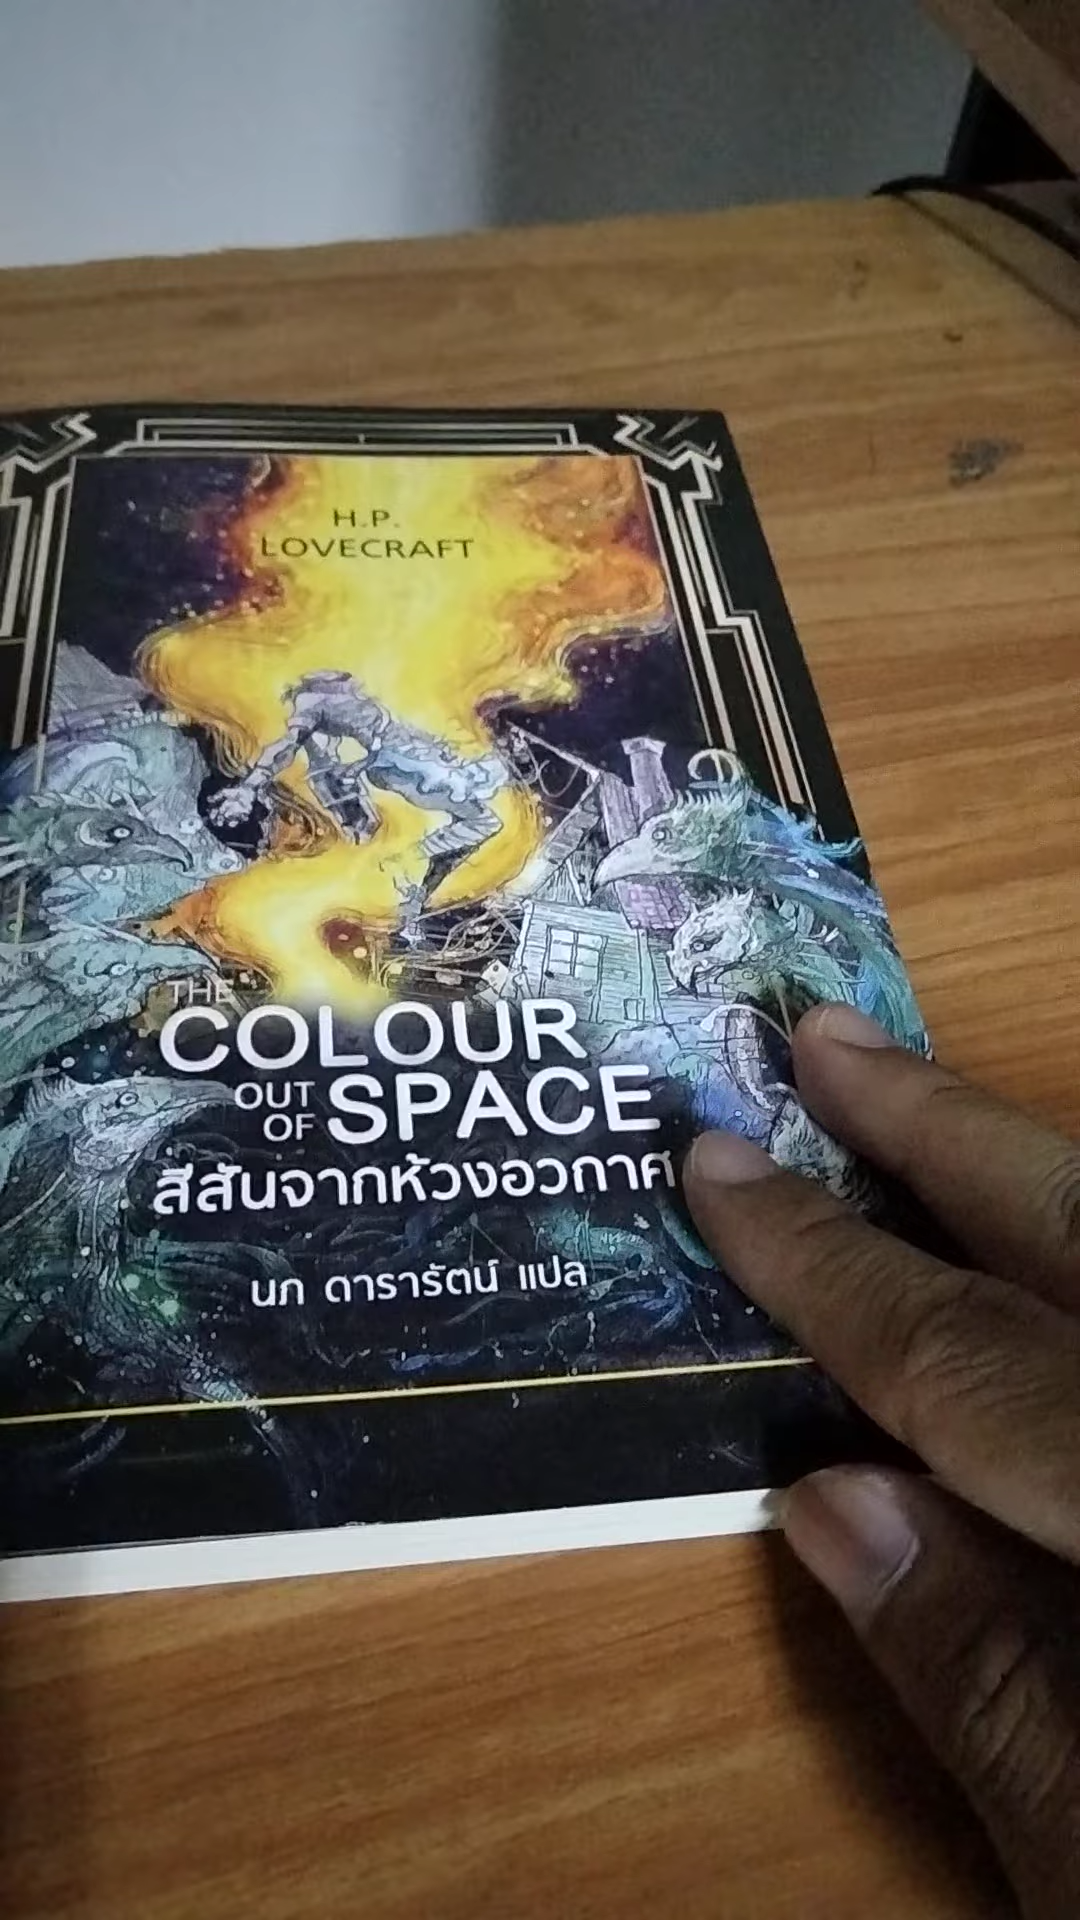 H.P.
LOVECRAFT
THE
COLOUR
OUT
OF SPACE
สีสันจากห้วงอวกาศ
นภ ดารารัตน์ แปล